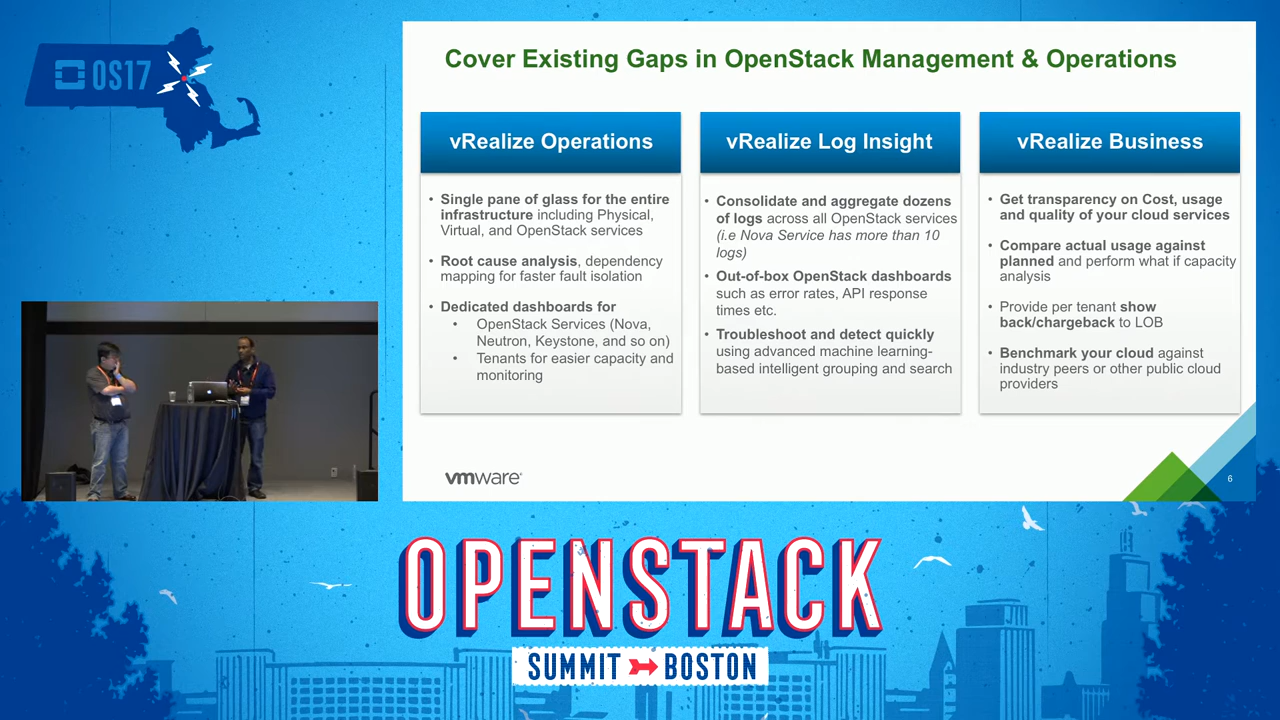 OS17
Cover Existing Gaps in OpenStack Management & Operations
vRealize Operations
• Single pane of glass for the entire
infrastructure including Physical,
Virtual, and OpenStack services
• Root cause analysis, dependency
mapping for faster fault isolation
• Dedicated dashboards for
• OpenStack Services (Nova,
Neutron, Keystone, and so on)
• Tenants for easier capacity and
monitoring
vRealize Log Insight
• Consolidate and aggregate dozens
of logs across all OpenStack services
(i.e Nova Service has more than 10
logs)
• Out-of-box OpenStack dashboards
such as error rates, API response
times etc.
• Troubleshoot and detect quickly
using advanced machine learning-
based intelligent grouping and search
vRealize Business
• Get transparency on Cost, usage
and quality of your cloud services
• Compare actual usage against
planned and perform what if capacity
analysis
• Provide per tenant show
back/chargeback to LOB
• Benchmark your cloud against
industry peers or other public cloud
providers
vmware®
6
OPENSTACK
SUMMIT BOSTON